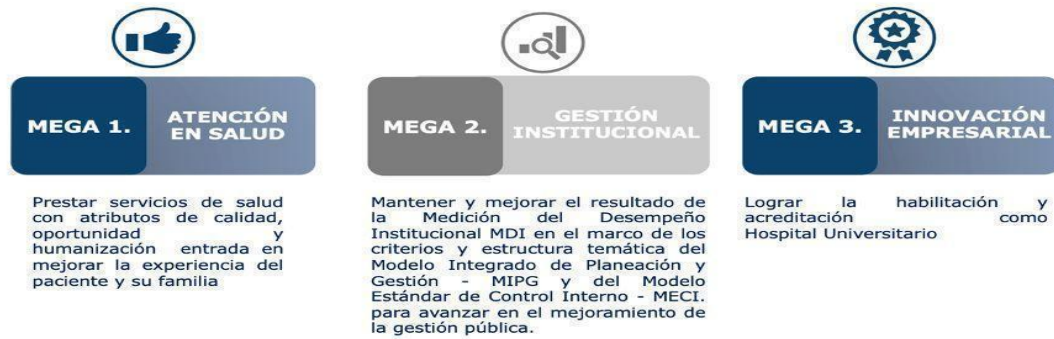 MEGA 1.
ATENCIÓN
EN SALUD
Prestar servicios de salud
con atributos de calidad,
oportunidad y
humanización entrada en
mejorar la experiencia del
paciente y su familia
MEGA 2.
GESTIÓN
INSTITUCIONAL
Mantener y mejorar el resultado de
la Medición del Desempeño
Institucional MDI en el marco de los
criterios y estructura temática del
Modelo Integrado de Planeación y
Gestión - MIPG y del Modelo
Estándar de Control Interno - MECI.
para avanzar en el mejoramiento de
la gestión pública.
MEGA 3.
INNOVACIÓN
EMPRESARIAL
Lograr la habilitación y
acreditación como
Hospital Universitario